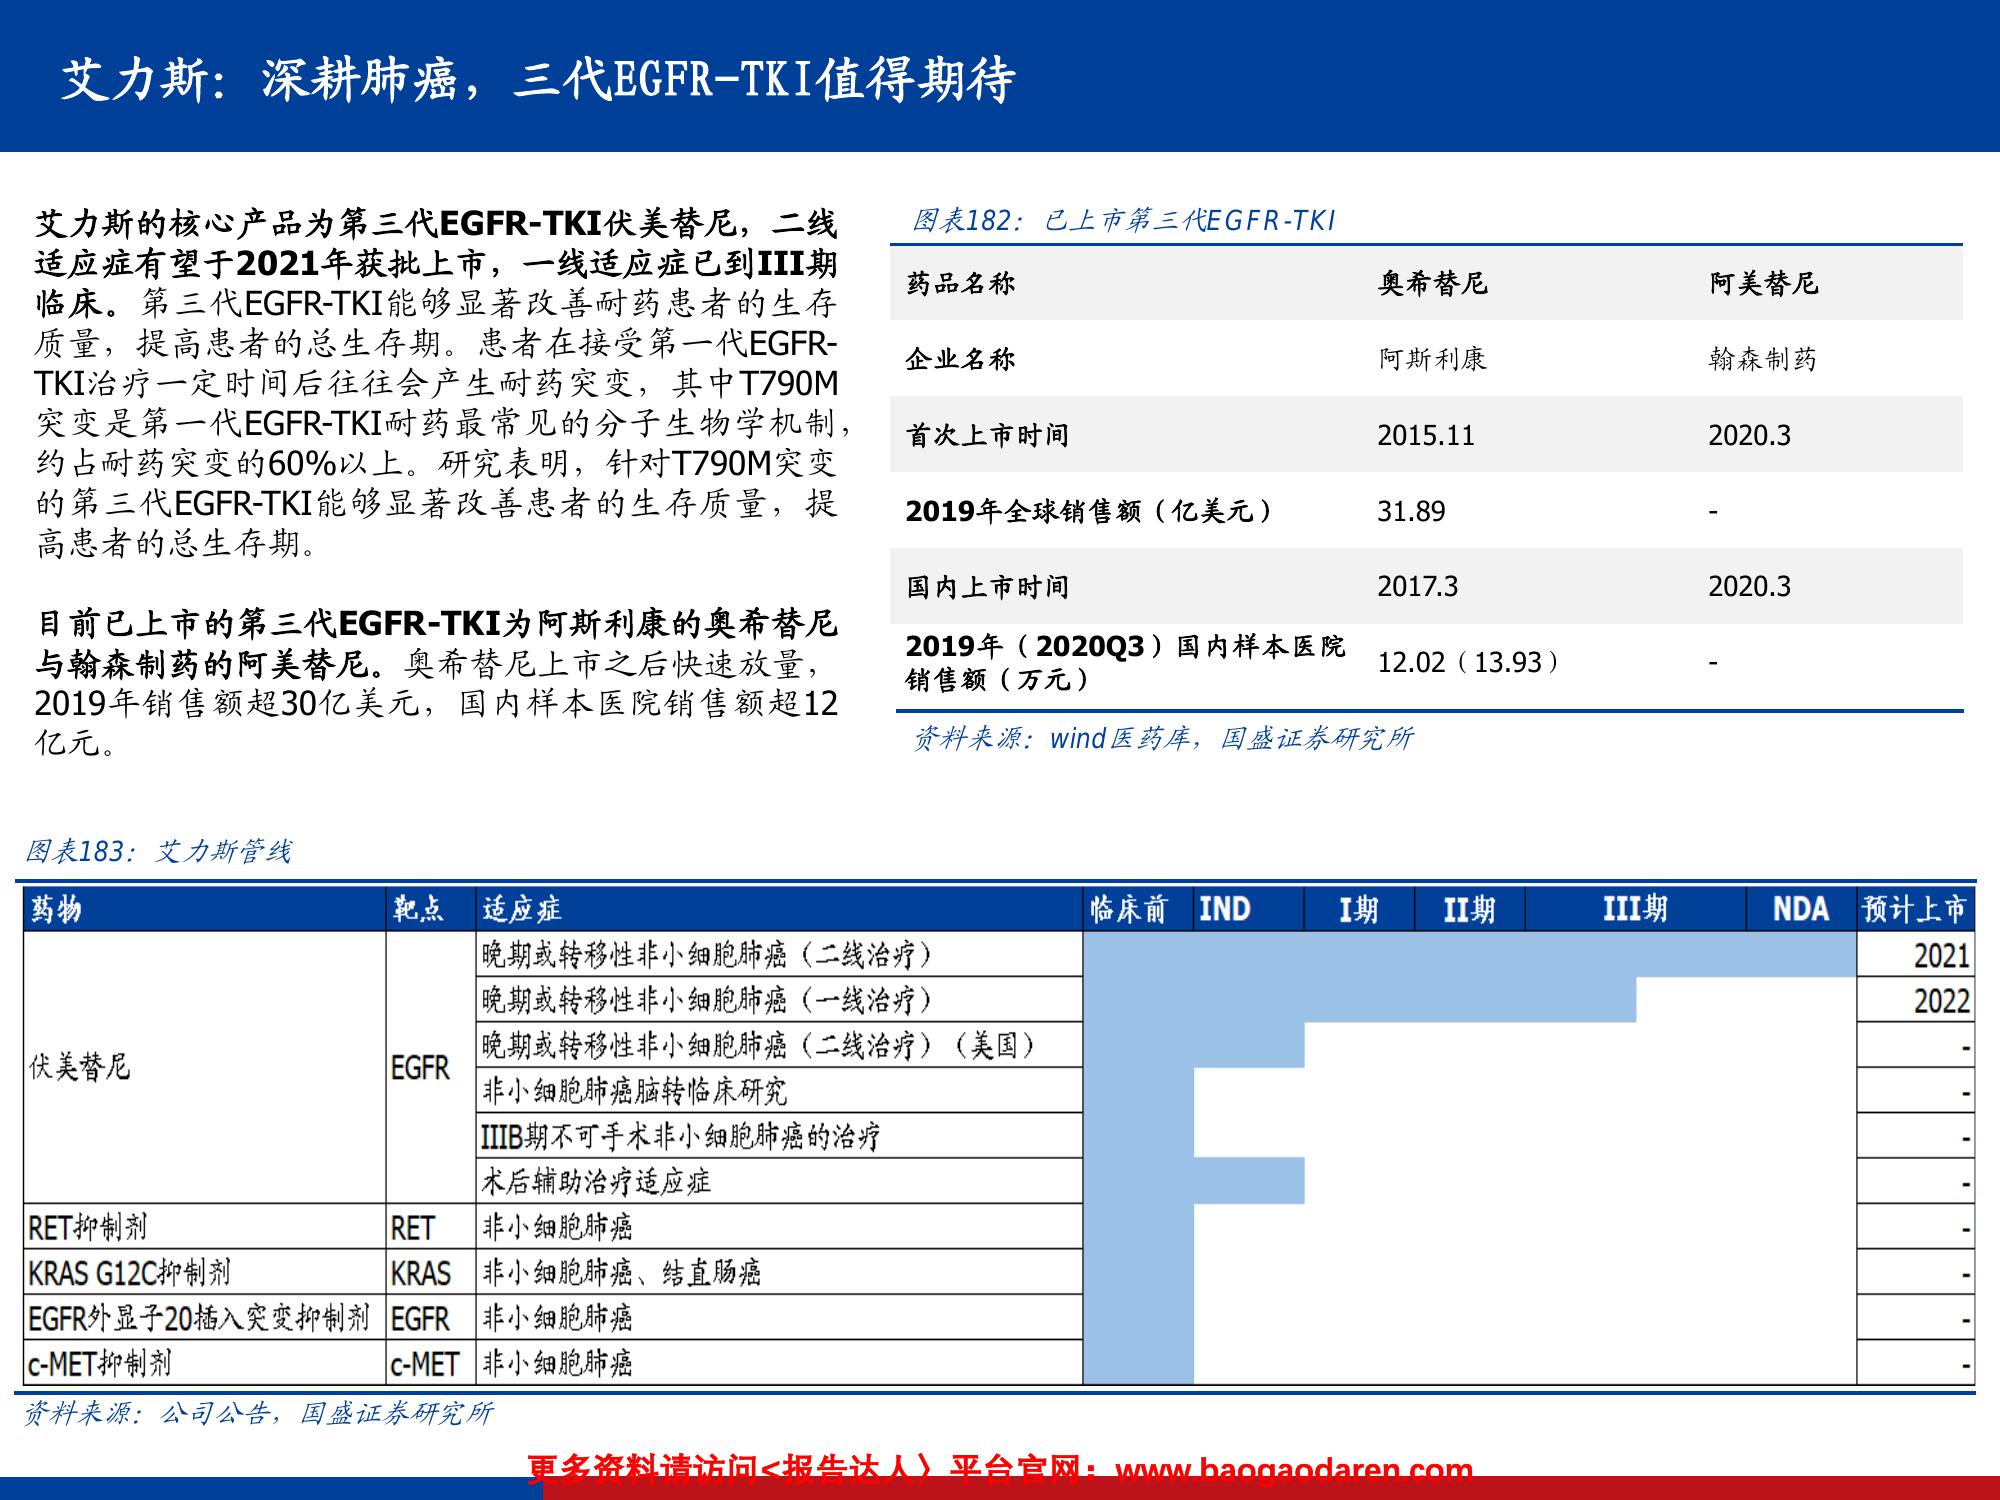 艾力斯：深耕肺癌，三代EGFR-TKI值得期待
艾力斯的核心产品为第三代EGFR-TKI伏美替尼，二线
适应症有望于2021年获批上市，一线适应症已到III期
临床。第三代EGFR-TKI能够显著改善耐药患者的生存
质量，提高患者的总生存期。患者在接受第一代EGFR-
TKI治疗一定时间后往往会产生耐药突变，其中T790M
突变是第一代EGFR-TKI耐药最常见的分子生物学机制，
约占耐药突变的60%以上。研究表明，针对T790M突变
的第三代EGFR-TKI能够显著改善患者的生存质量，提
高患者的总生存期。
目前已上市的第三代EGFR-TKI为阿斯利康的奥希替尼
与翰森制药的阿美替尼。奥希替尼上市之后快速放量，
2019年销售额超30亿美元，国内样本医院销售额超12
亿元。
图表182：已上市第三代EGFR-TKI
药品名称 奥希替尼 阿美替尼
企业名称 阿斯利康 翰森制药
首次上市时间 2015.11 2020.3
2019年全球销售额（亿美元） 31.89 -
国内上市时间 2017.3 2020.3
2019年（2020Q3）国内样本医院
销售额（万元） 12.02（13.93） -
资料来源：wind医药库，国盛证券研究所
图表183：艾力斯管线
药物 靶点 适应症 临床前 IND I期 II期 III期 NDA 预计上市
伏美替尼 EGFR 晚期或转移性非小细胞肺癌（二线治疗） 2021
晚期或转移性非小细胞肺癌（一线治疗） 2022
晚期或转移性非小细胞肺癌（二线治疗）（美国） -
非小细胞肺癌脑转临床研究 -
IIIB期不可手术非小细胞肺癌的治疗 -
术后辅助治疗适应症 -
RET抑制剂 RET 非小细胞肺癌 -
KRAS G12C抑制剂 KRAS 非小细胞肺癌、结直肠癌 -
EGFR外显子20插入突变抑制剂 EGFR 非小细胞肺癌 -
c-MET抑制剂 c-MET 非小细胞肺癌 -
资料来源：公司公告，国盛证券研究所
更多资料请访问<报告达人〉平台官网：www.baogaodaren.com